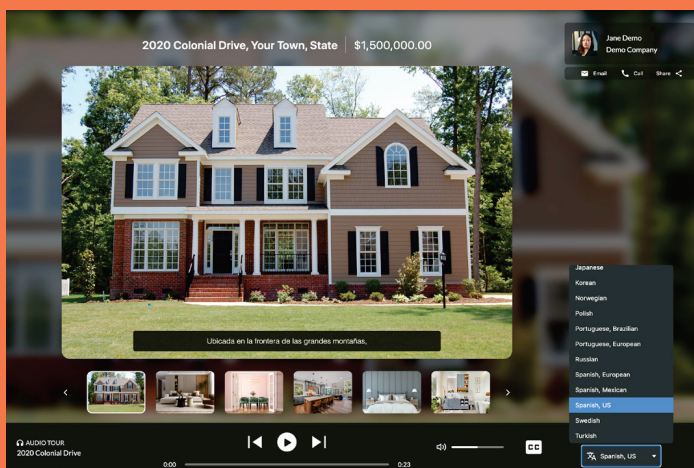 2020 Colonial Drive, Your Town, State
$1,500,000.00
Jane Demo
Demo Company
Email Call Share
Ubicada en la frontera de las grandes montañas,
Japanese
Korean
Norwegian
Polish
Portuguese, Brazilian
Portuguese, European
Russian
Spanish, European
Spanish, Mexican
Spanish, US
Swedish
Turkish
AUDIO TOUR
2020 Colonial Drive
0:00
0:23
CC
Spanish, US